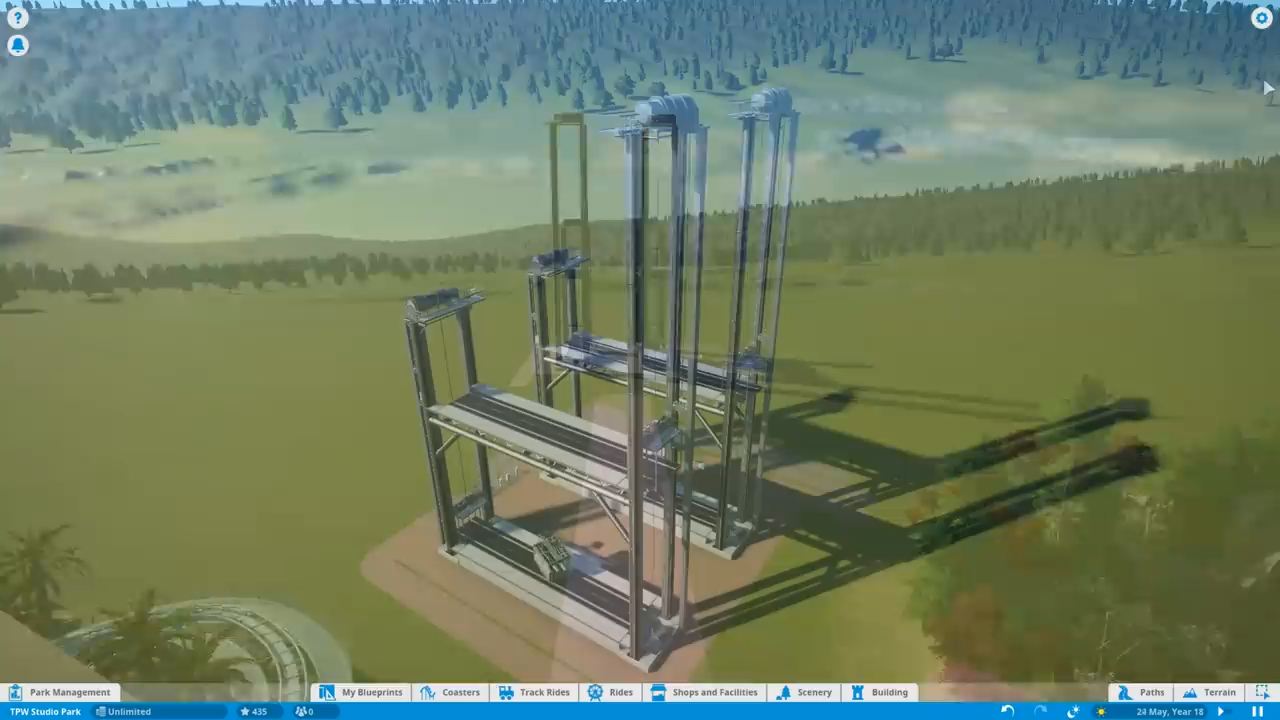 ?
Park Management
My Blueprints
Coasters
Track Rides
Rides
Shops and Facilities
Scenery
Building
Paths
Terrain
TPW Studio Park
Unlimited
435
0
24 May, Year 18